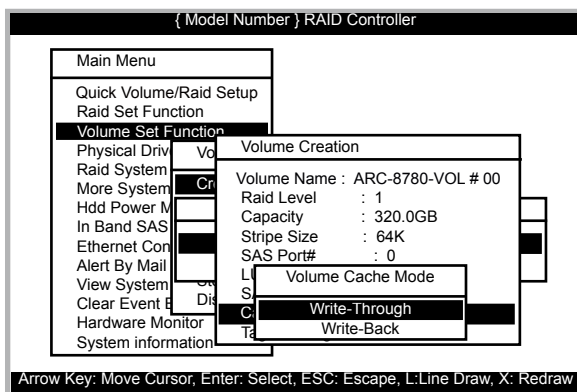 { Model Number } RAID Controller
Main Menu
Quick Volume/Raid Setup
Raid Set Function
Volume Set Function
Physical Driv
Raid System
More System
Hdd Power M
In Band SAS
Ethernet Con
Alert By Mail
View System
Clear Event
Hardware Monitor
System information
Vo
Cr
Dis
Volume Creation
Volume Name : ARC-8780-VOL # 00
Raid Level : 1
Capacity : 320.0GB
Stripe Size : 64K
SAS Port# : 0
LU
Volume Cache Mode
Write-Through
Write-Back
Arrow Key: Move Cursor, Enter: Select, ESC: Escape, L:Line Draw, X: Redraw